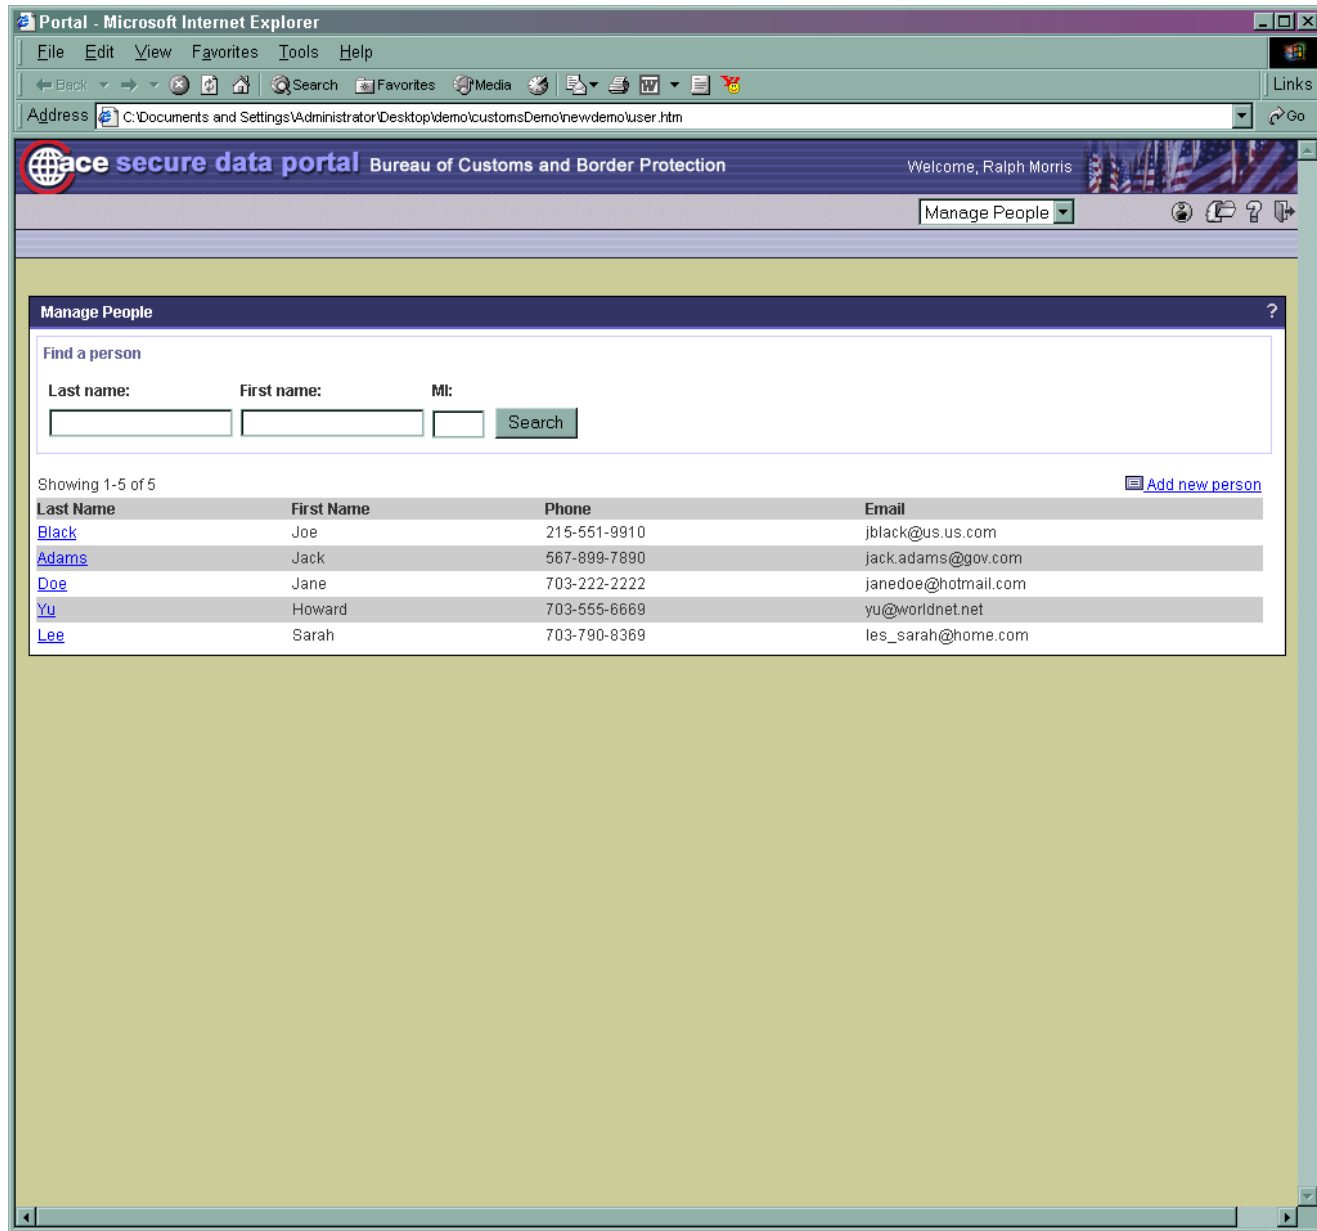 Portal - Microsoft Internet Explorer
File Edit View Favorites Tools Help
Back Search Favorites Media Links
Address C:\Documents and Settings\Administrator\Desktop\demo\customsDemo\newdemo\user.htm Go
ace secure data portal Bureau of Customs and Border Protection Welcome, Ralph Morris
Manage People
Manage People ?
Find a person
Last name: First name: MI:
Search
Showing 1-5 of 5 Add new person
Last Name First Name Phone Email
Black Joe 215-551-9910 jblack@us.us.com
Adams Jack 567-899-7890 jack.adams@gov.com
Doe Jane 703-222-2222 janedoe@hotmail.com
Yu Howard 703-555-6669 yu@worldnet.net
Lee Sarah 703-790-8369 les_sarah@home.com